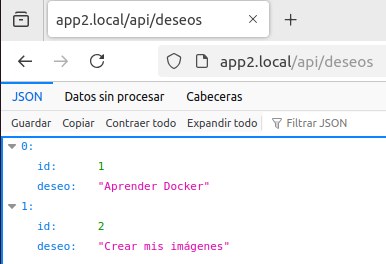 app2.local/api/deseos
app2.local/api/deseos
JSON Datos sin procesar Cabeceras
Guardar Copiar Contraer todo Expandir todo Filtrar JSON
0:
id: 1
deseo: "Aprender Docker"
1:
id: 2
deseo: "Crear mis imágenes"